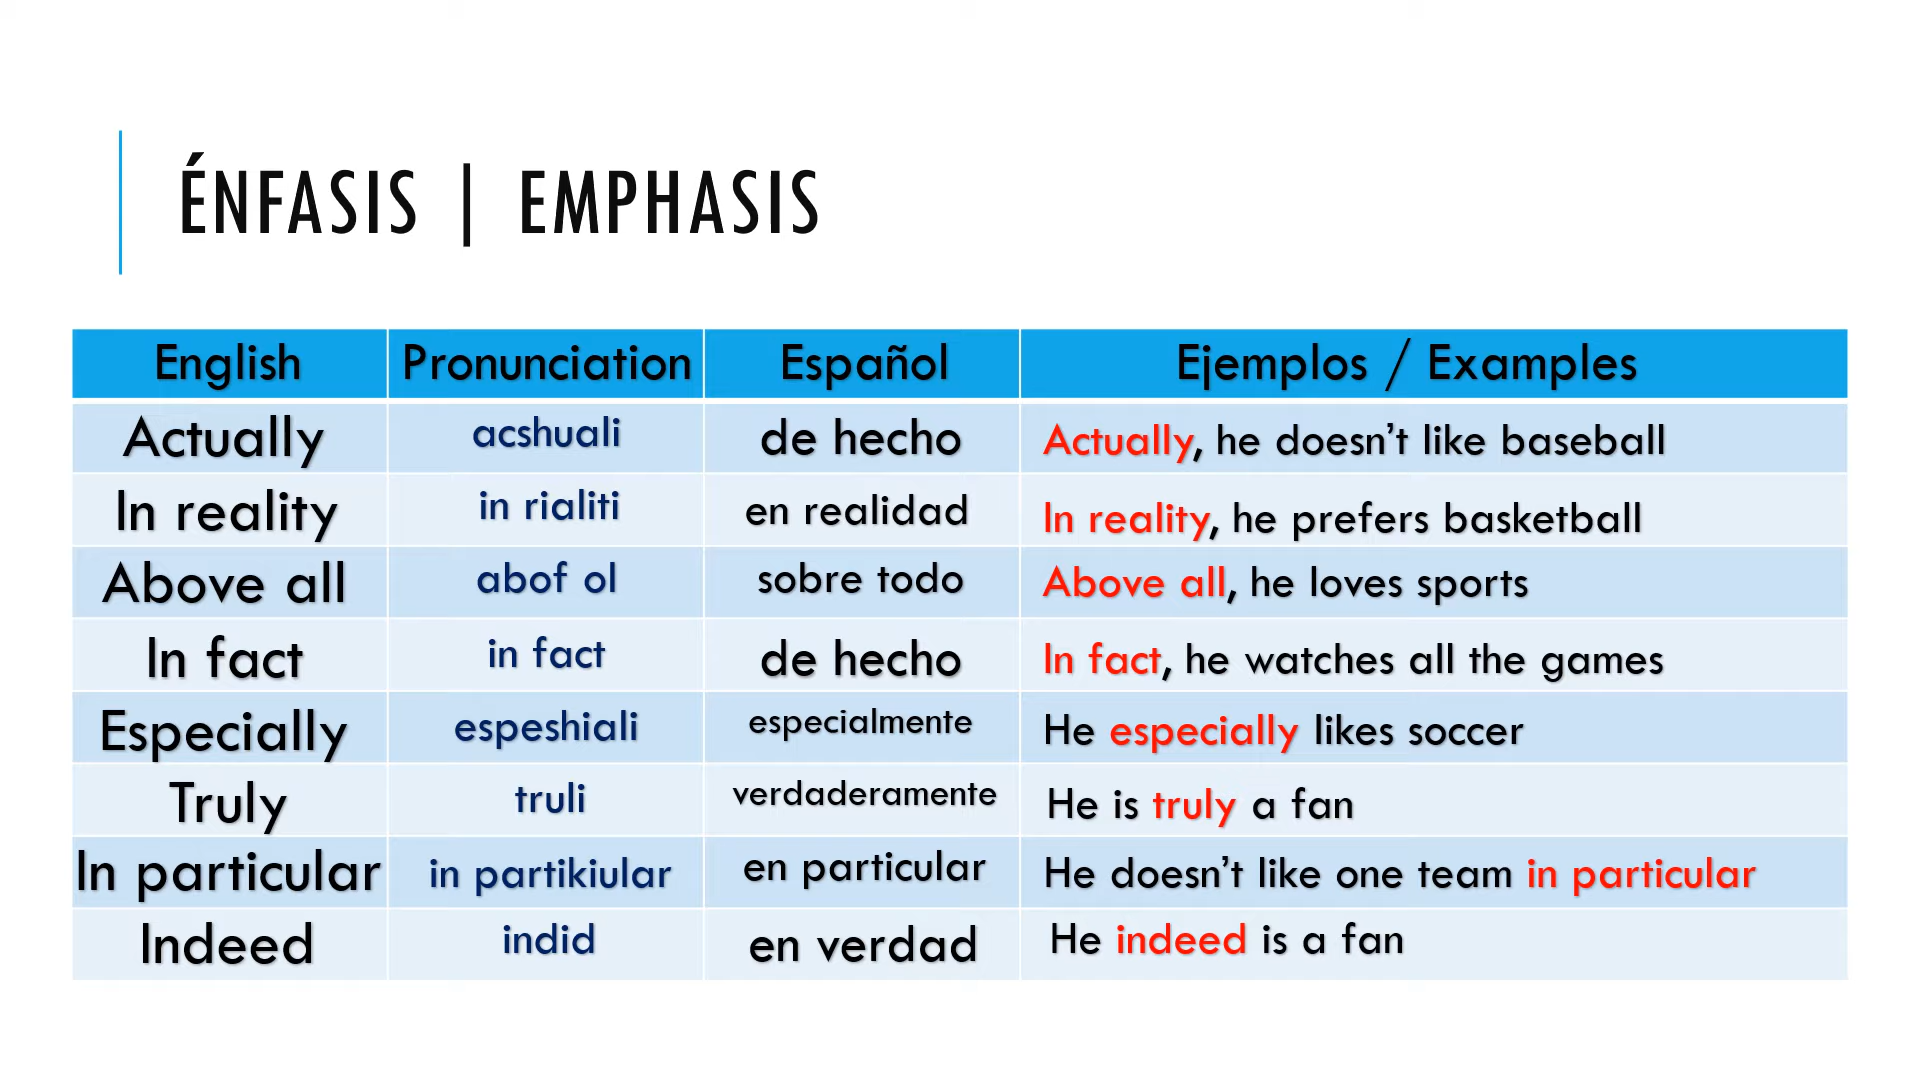 ÉNFASIS | EMPHASIS
English Pronunciation Español Ejemplos / Examples
Actually acshuali de hecho Actually, he doesn't like baseball
In reality in rialiti en realidad In reality, he prefers basketball
Above all abof ol sobre todo Above all, he loves sports
In fact in fact de hecho In fact, he watches all the games
Especially espeshiali especialmente He especially likes soccer
Truly truli verdaderamente He is truly a fan
In particular in partikiular en particular He doesn't like one team in particular
Indeed indid en verdad He indeed is a fan